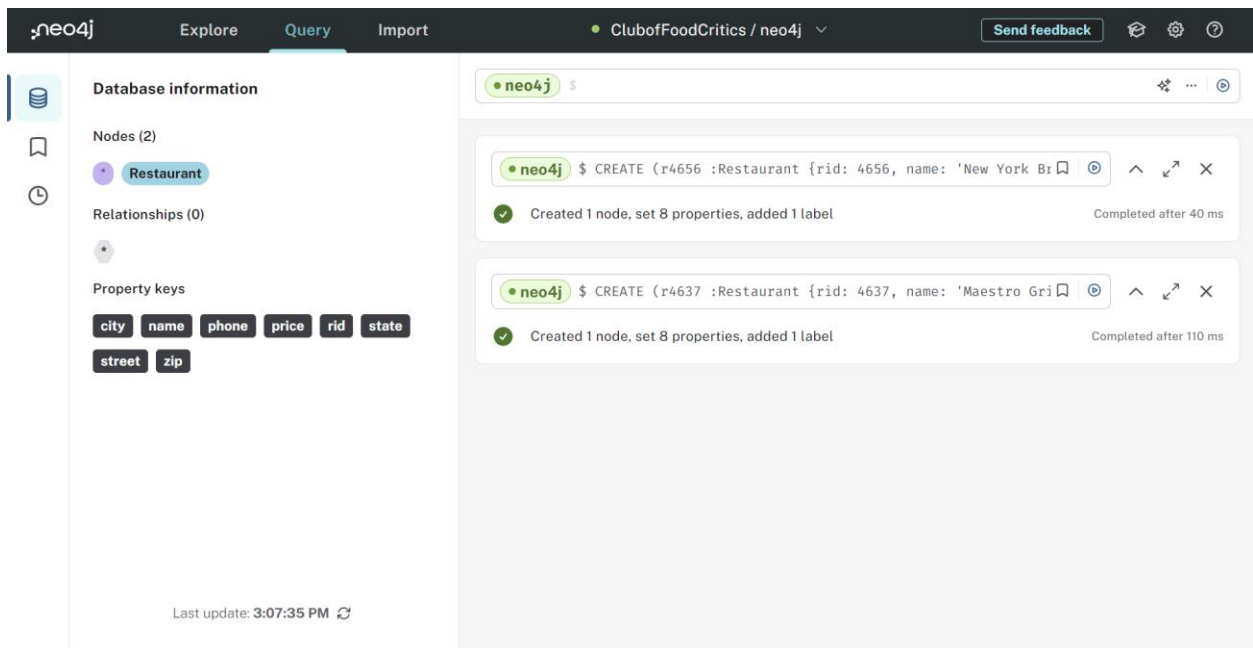 neo4j Explore Query Import ClubofFoodCritics / neo4j Send feedback
Database information
Nodes (2)
* Restaurant
Relationships (0)
*
Property keys
city name phone price rid state
street zip
Last update: 3:07:35 PM
neo4j $
neo4j $ CREATE (r4656 :Restaurant {rid: 4656, name: 'New York Br
Created 1 node, set 8 properties, added 1 label Completed after 40 ms
neo4j $ CREATE (r4637 :Restaurant {rid: 4637, name: 'Maestro Gri
Created 1 node, set 8 properties, added 1 label Completed after 110 ms